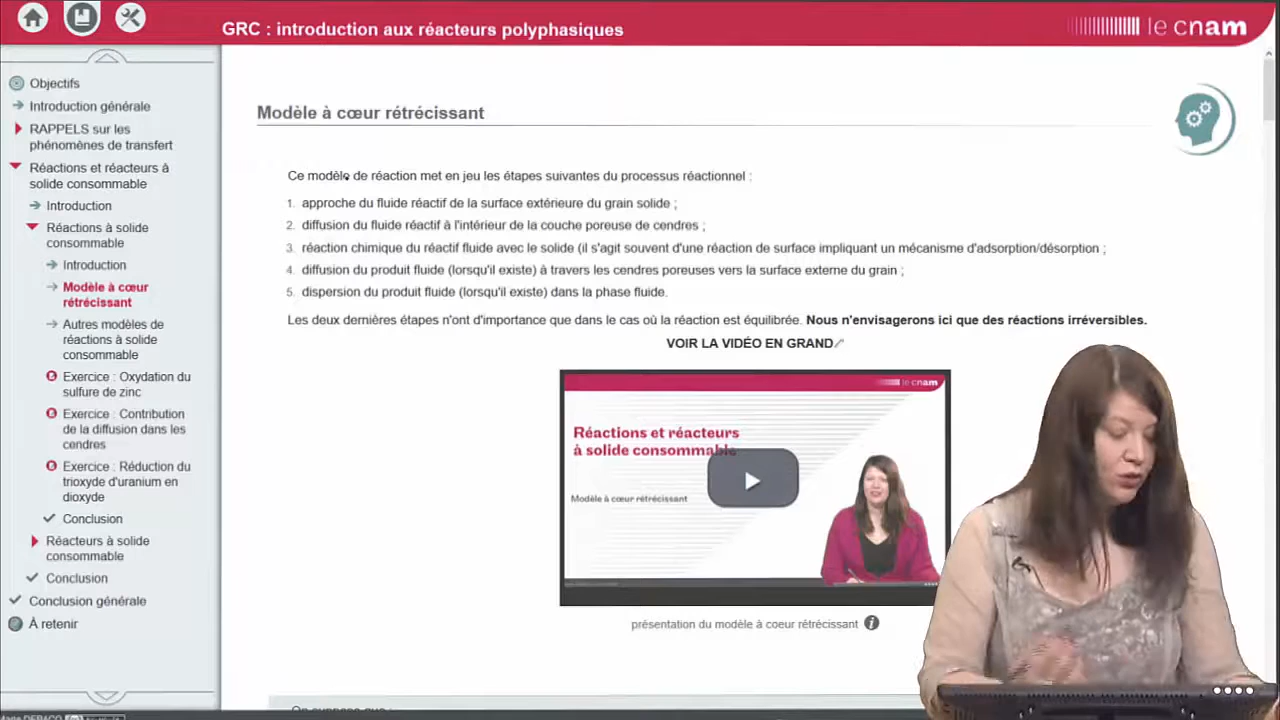 GRC : introduction aux réacteurs polyphasiques
le cnam
Objectifs
Introduction générale
RAPPELS sur les
phénomènes de transfert
Réactions et réacteurs à
solide consommable
Introduction
Réactions à solide
consommable
Introduction
Modèle à cœur
rétrécissant
Autres modèles de
réactions à solide
consommable
Exercice : Oxydation du
sulfure de zinc
Exercice : Contribution
de la diffusion dans les
cendres
Exercice : Réduction du
trioxyde d'uranium en
dioxyde
Conclusion
Réacteurs à solide
consommable
Conclusion
Conclusion générale
À retenir
Modèle à cœur rétrécissant
Ce modèle de réaction met en jeu les étapes suivantes du processus réactionnel :
1. approche du fluide réactif de la surface extérieure du grain solide ;
2. diffusion du fluide réactif à l'intérieur de la couche poreuse de cendres ;
3. réaction chimique du réactif fluide avec le solide (il s'agit souvent d'une réaction de surface impliquant un mécanisme d'adsorption/désorption ;
4. diffusion du produit fluide (lorsqu'il existe) à travers les cendres poreuses vers la surface externe du grain ;
5. dispersion du produit fluide (lorsqu'il existe) dans la phase fluide.
Les deux dernières étapes n'ont d'importance que dans le cas où la réaction est équilibrée. Nous n'envisagerons ici que des réactions irréversibles.
VOIR LA VIDÉO EN GRAND
le cnam
Réactions et réacteurs
à solide consommable
Modèle à cœur rétrécissant
présentation du modèle à coeur rétrécissant